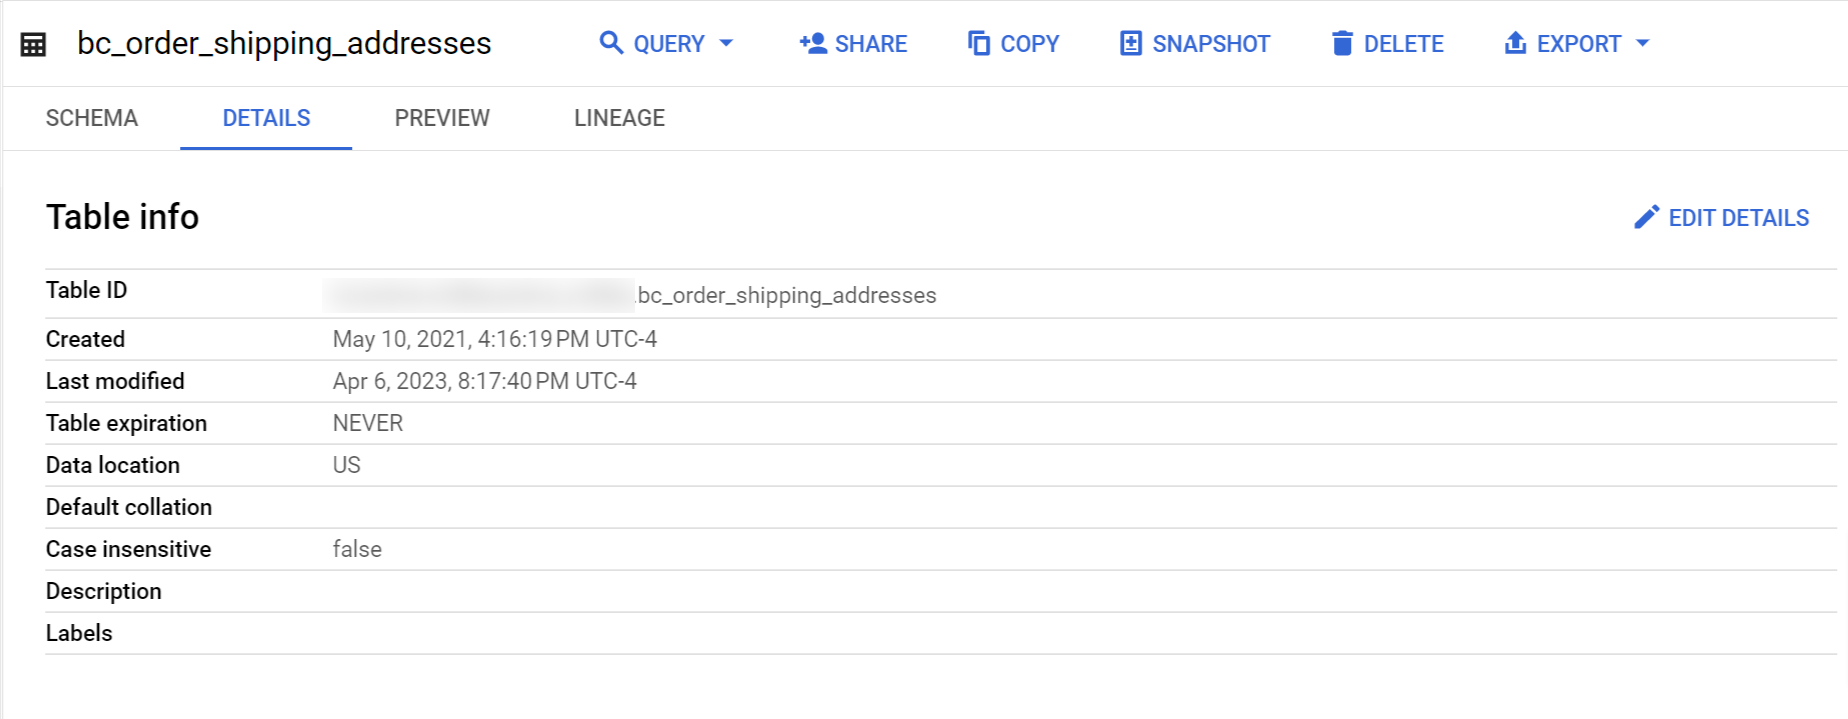 bc_order_shipping_addresses QUERY SHARE COPY SNAPSHOT DELETE EXPORT
SCHEMA DETAILS PREVIEW LINEAGE
Table info EDIT DETAILS
Table ID .bc_order_shipping_addresses
Created May 10, 2021, 4:16:19 PM UTC-4
Last modified Apr 6, 2023, 8:17:40 PM UTC-4
Table expiration NEVER
Data location US
Default collation
Case insensitive false
Description
Labels